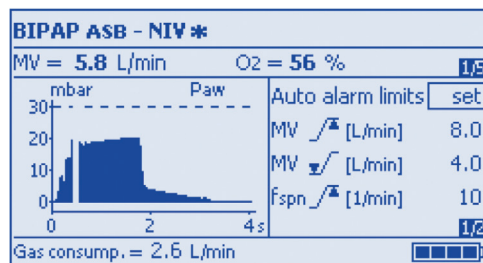 BIPAP ASB - NIV *
MV = 5.8 L/min O2 = 56 %
1/5
mbar Paw
30
20
10
0
0 2 4 s
Auto alarm limits set
MV [L/min] 8.0
MV [L/min] 4.0
fspn [1/min] 10
1/2
Gas consump. = 2.6 L/min